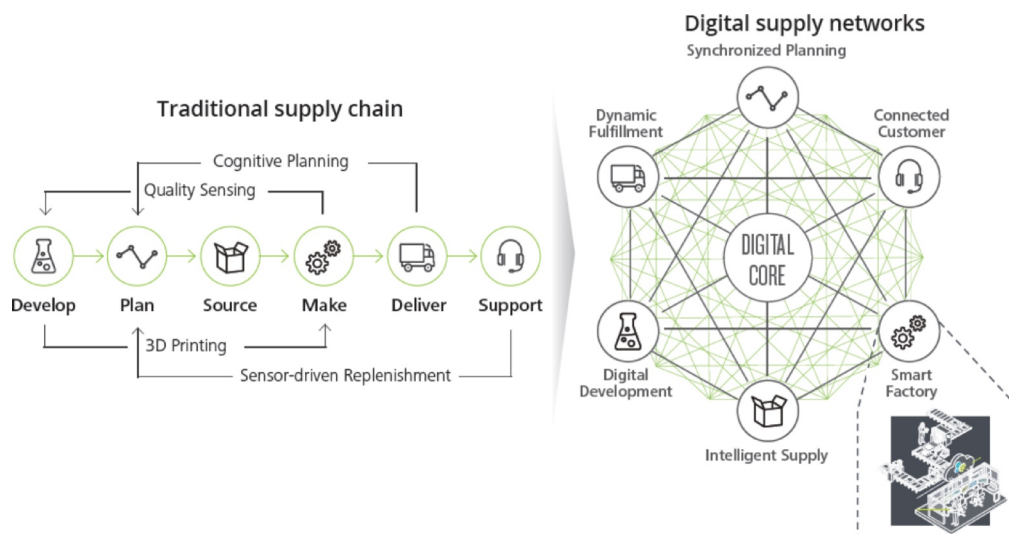 Digital supply networks
Synchronized Planning
Traditional supply chain
Dynamic
Fulfillment
Connected
Customer
Cognitive Planning
Quality Sensing
DIGITAL
CORE
Develop
Plan
Source
Make
Deliver
Support
3D Printing
Sensor-driven Replenishment
Digital
Development
Smart
Factory
Intelligent Supply